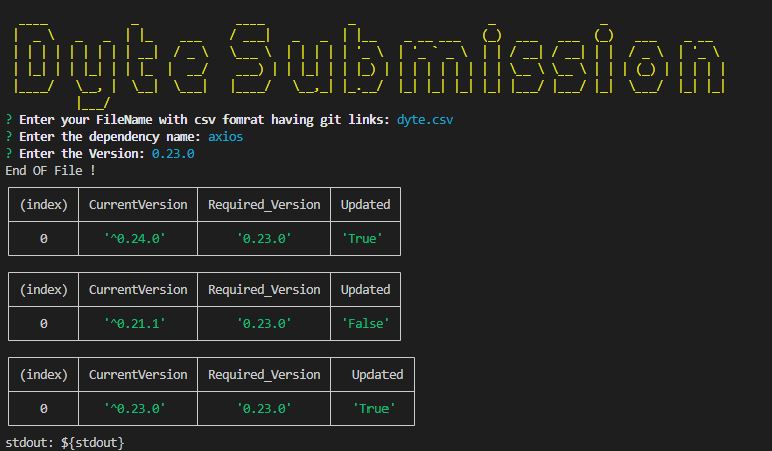 Dyte Submission
? Enter your FileName with csv fomrat having git links: dyte.csv
? Enter the dependency name: axios
? Enter the Version: 0.23.0
End OF File !
(index) CurrentVersion Required_Version Updated
0 '^0.24.0' '0.23.0' 'True'
(index) CurrentVersion Required_Version Updated
0 '^0.21.1' '0.23.0' 'False'
(index) CurrentVersion Required_Version Updated
0 '^0.23.0' '0.23.0' 'True'
stdout: ${stdout}